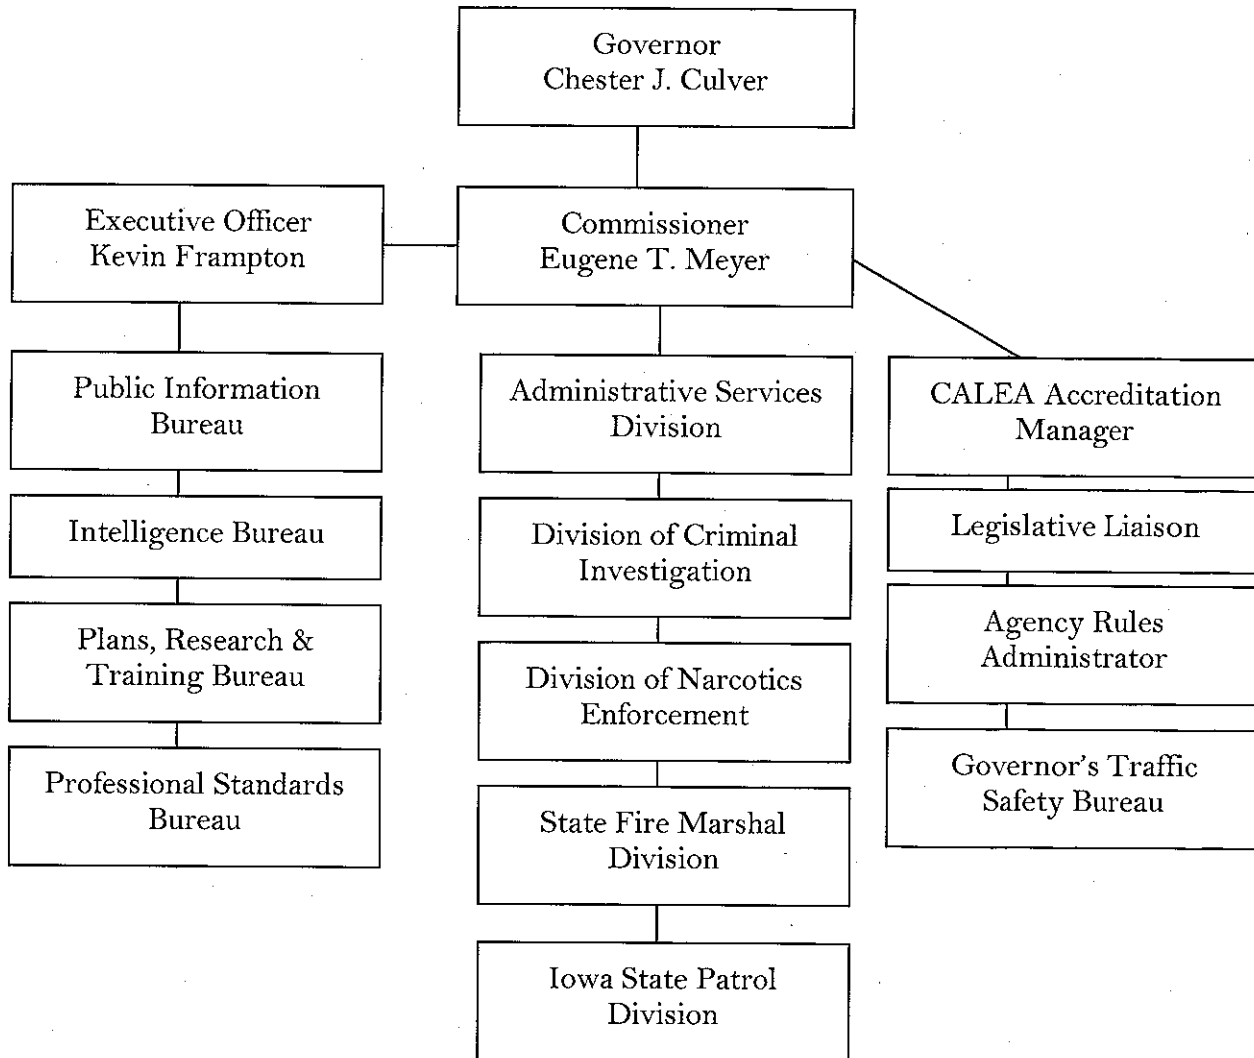 Governor
Chester J. Culver
Executive Officer
Kevin Frampton
Commissioner
Eugene T. Meyer
Public Information
Bureau
Intelligence Bureau
Plans, Research &
Training Bureau
Professional Standards
Bureau
Administrative Services
Division
Division of Criminal
Investigation
Division of Narcotics
Enforcement
State Fire Marshal
Division
Iowa State Patrol
Division
CALEA Accreditation
Manager
Legislative Liaison
Agency Rules
Administrator
Governor's Traffic
Safety Bureau